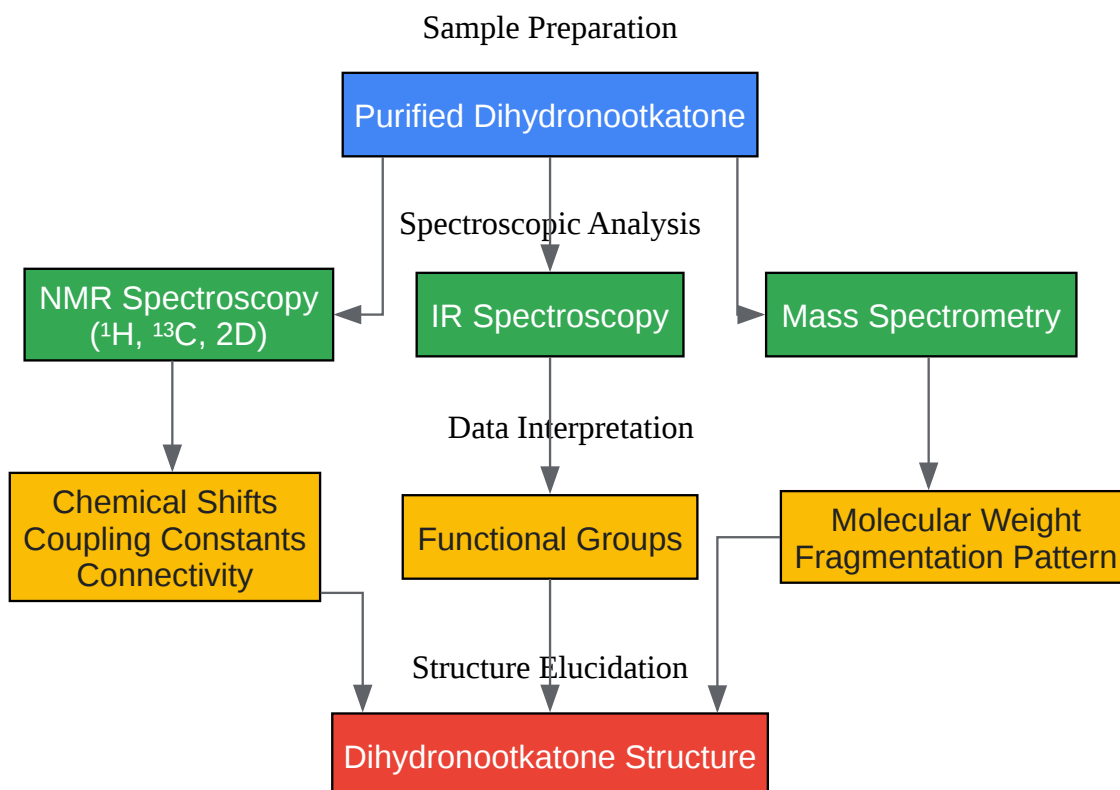 Sample Preparation
Purified Dihydronootkatone
Spectroscopic Analysis
NMR Spectroscopy
(¹H, ¹³C, 2D)
IR Spectroscopy
Mass Spectrometry
Data Interpretation
Chemical Shifts
Coupling Constants
Connectivity
Functional Groups
Molecular Weight
Fragmentation Pattern
Structure Elucidation
Dihydronootkatone Structure